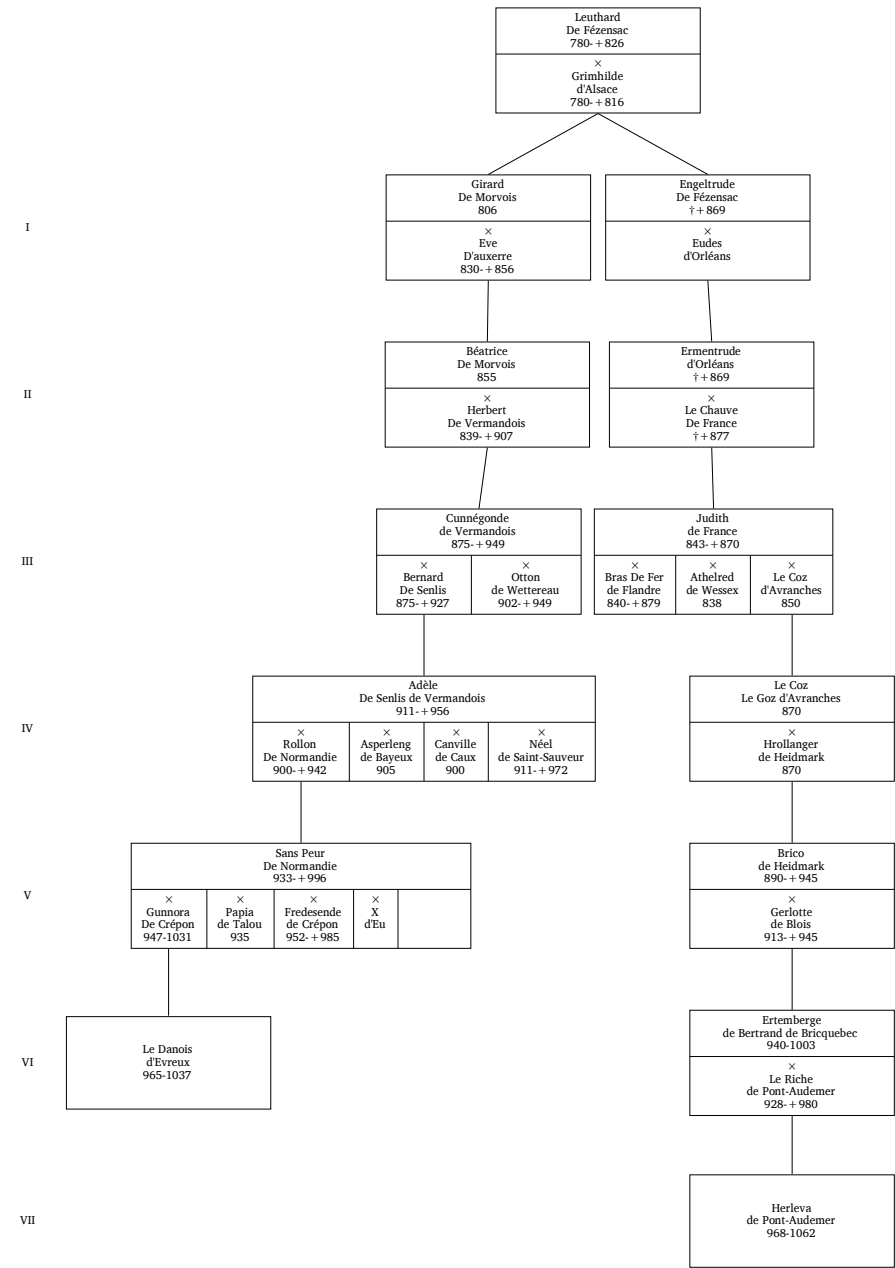 Leuthard
De Fézensac
780-+826
×
Grimhilde
d'Alsace
780-+816
I
Girard
De Morvois
806
×
Eve
D'auxerre
830-+856
Engeltrude
De Fézensac
†+869
×
Eudes
d'Orléans
II
Béatrice
De Morvois
855
×
Herbert
De Vermandois
839-+907
Ermentrude
d'Orléans
†+869
×
Le Chauve
De France
†+877
III
Cunnégonde
de Vermandois
875-+949
×
Bernard
De Senlis
875-+927
×
Otton
de Wettereau
902-+949
Judith
de France
843-+870
×
Bras De Fer
de Flandre
840-+879
×
Athelred
de Wessex
838
×
Le Coz
d'Avranches
850
IV
Adèle
De Senlis de Vermandois
911-+956
×
Rollon
De Normandie
900-+942
×
Asperleng
de Bayeux
905
×
Canville
de Caux
900
×
Néel
de Saint-Sauveur
911-+972
Le Coz
Le Goz d'Avranches
870
×
Hrollanger
de Heidmark
870
V
Sans Peur
De Normandie
933-+996
×
Gunnora
De Crépon
947-1031
×
Papia
de Talou
935
×
Fredesende
de Crépon
952-+985
×
X
d'Eu
Brico
de Heidmark
890-+945
×
Gerlotte
de Blois
913-+945
VI
Le Danois
d'Evreux
965-1037
Ertemberge
de Bertrand de Bricquebec
940-1003
×
Le Riche
de Pont-Audemer
928-+980
VII
Herleva
de Pont-Audemer
968-1062